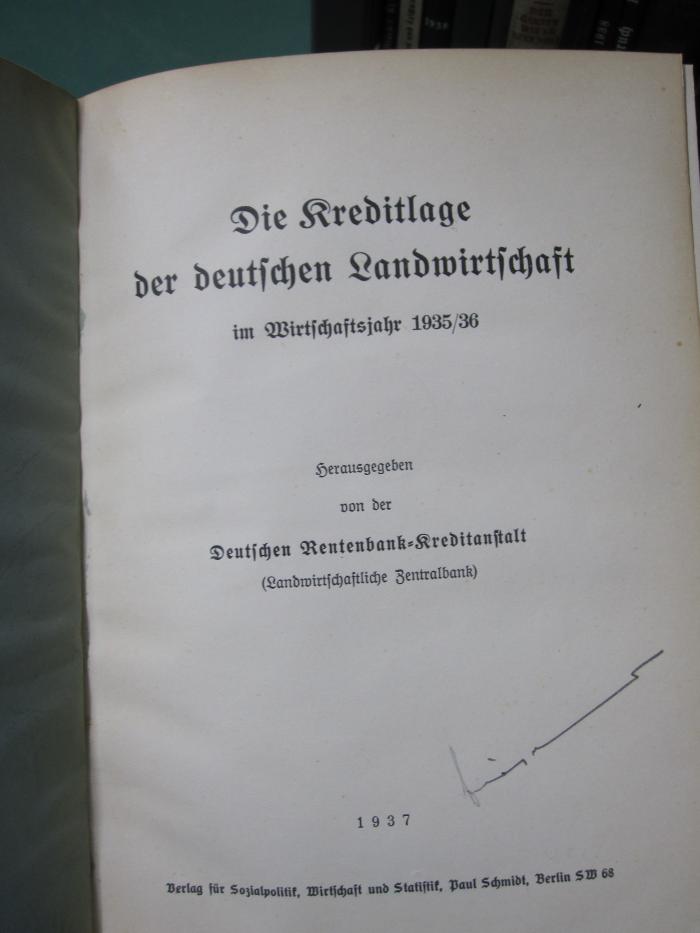 Die Kreditlage
der deutschen Landwirtschaft
im Wirtschaftsjahr 1935/36
Herausgegeben
von der
Deutschen Rentenbank-Kreditanstalt
(Landwirtschaftliche Zentralbank)
1937
Verlag für Sozialpolitik, Wirtschaft und Statistik, Paul Schmidt, Berlin SW 68